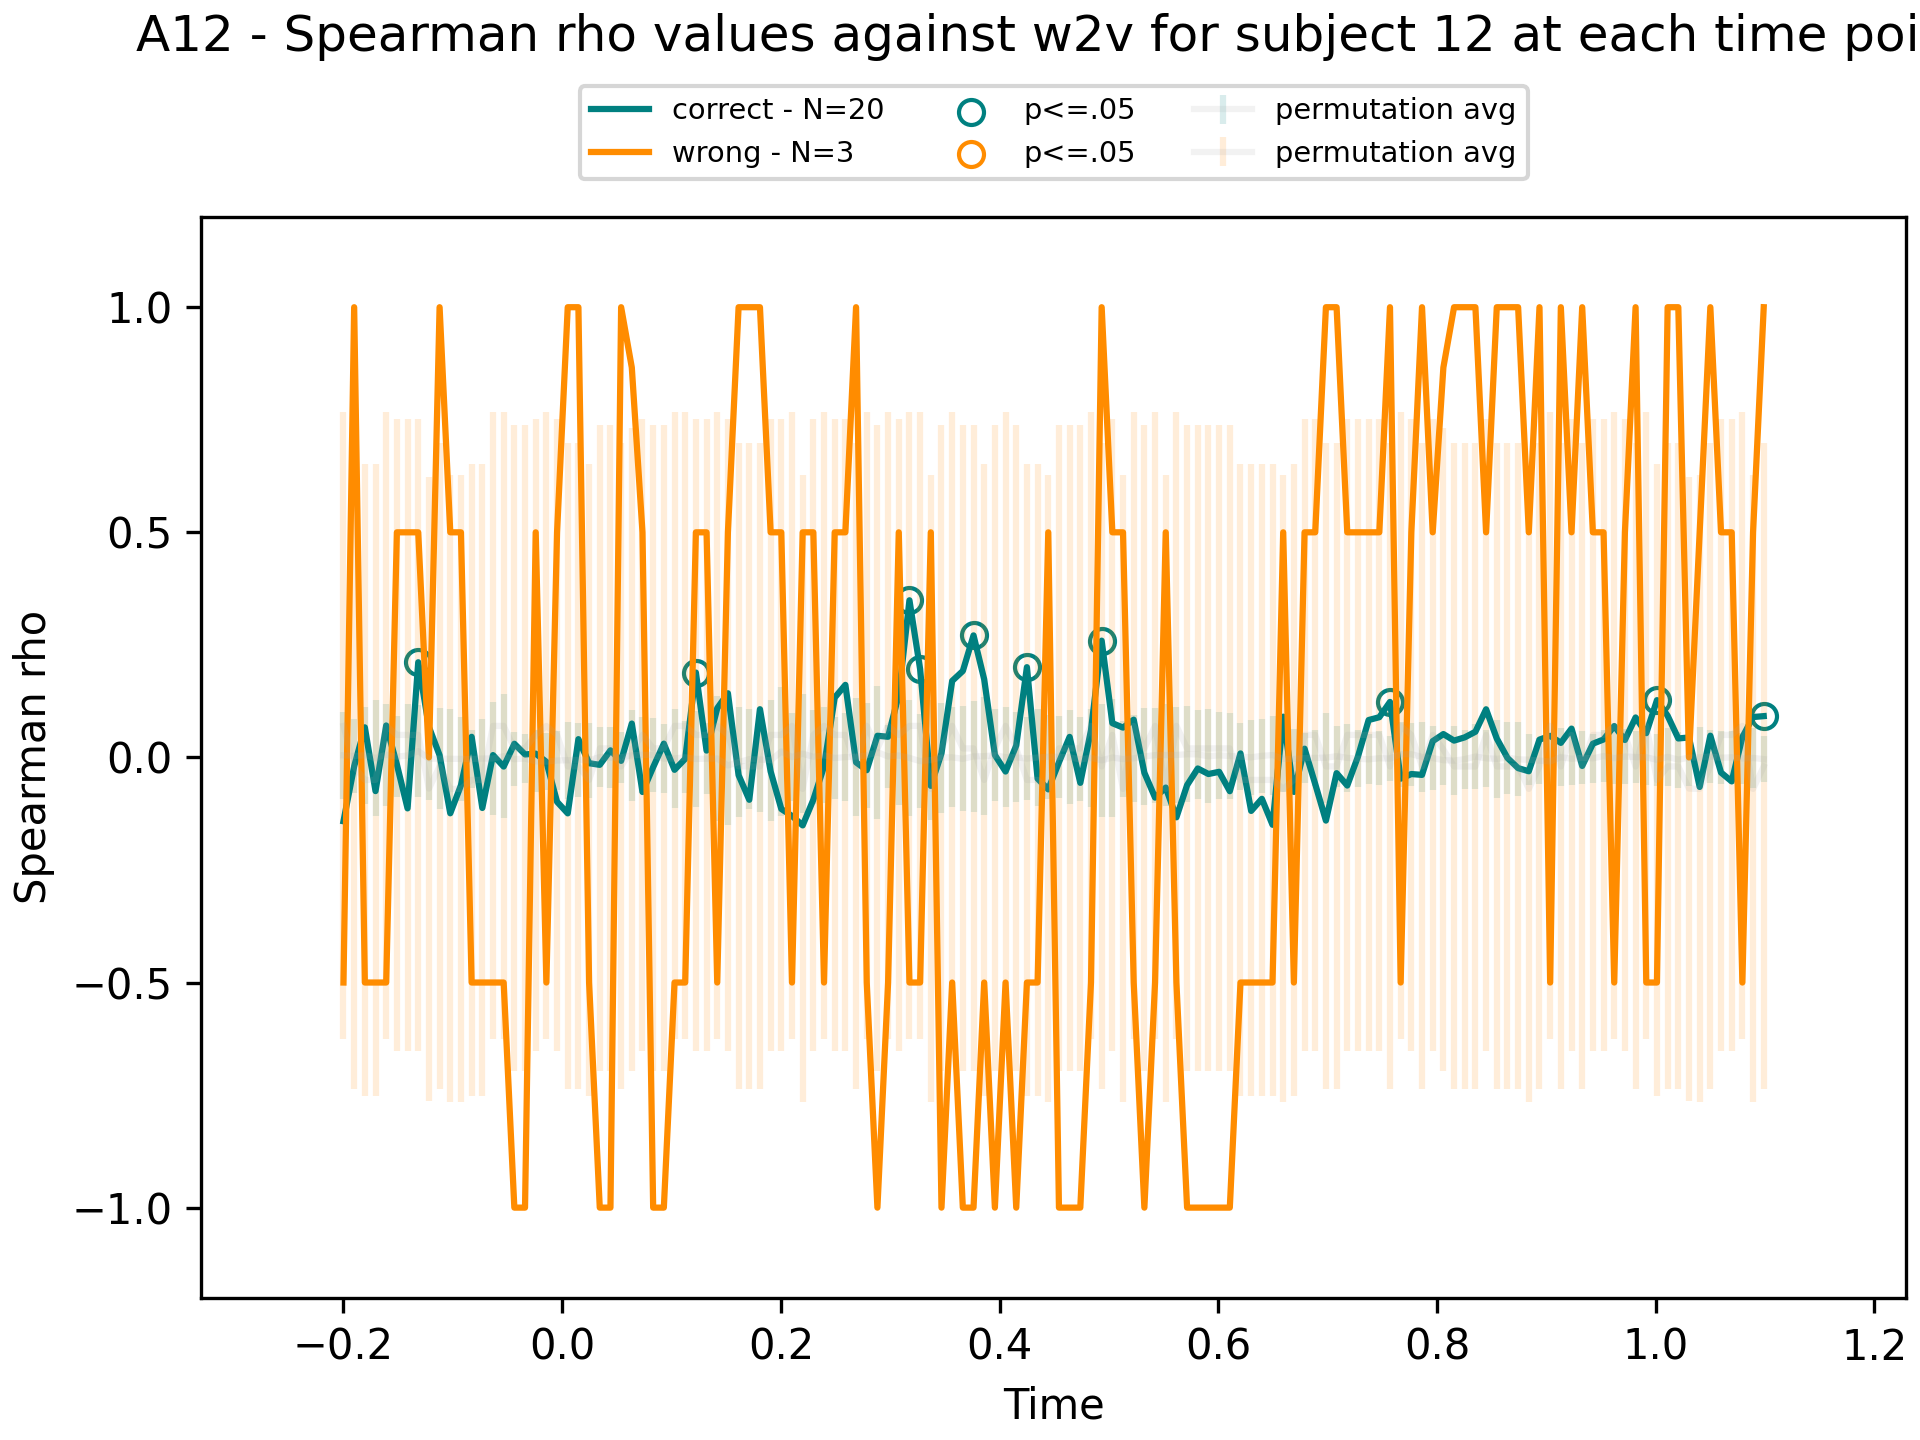 A12 - Spearman rho values against w2v for subject 12 at each time poi
correct - N=20
wrong - N=3
p<=.05
p<=.05
permutation avg
permutation avg
Spearman rho
1.0
0.5
0.0
−0.5
−1.0
−0.2
0.0
0.2
0.4
0.6
0.8
1.0
1.2
Time